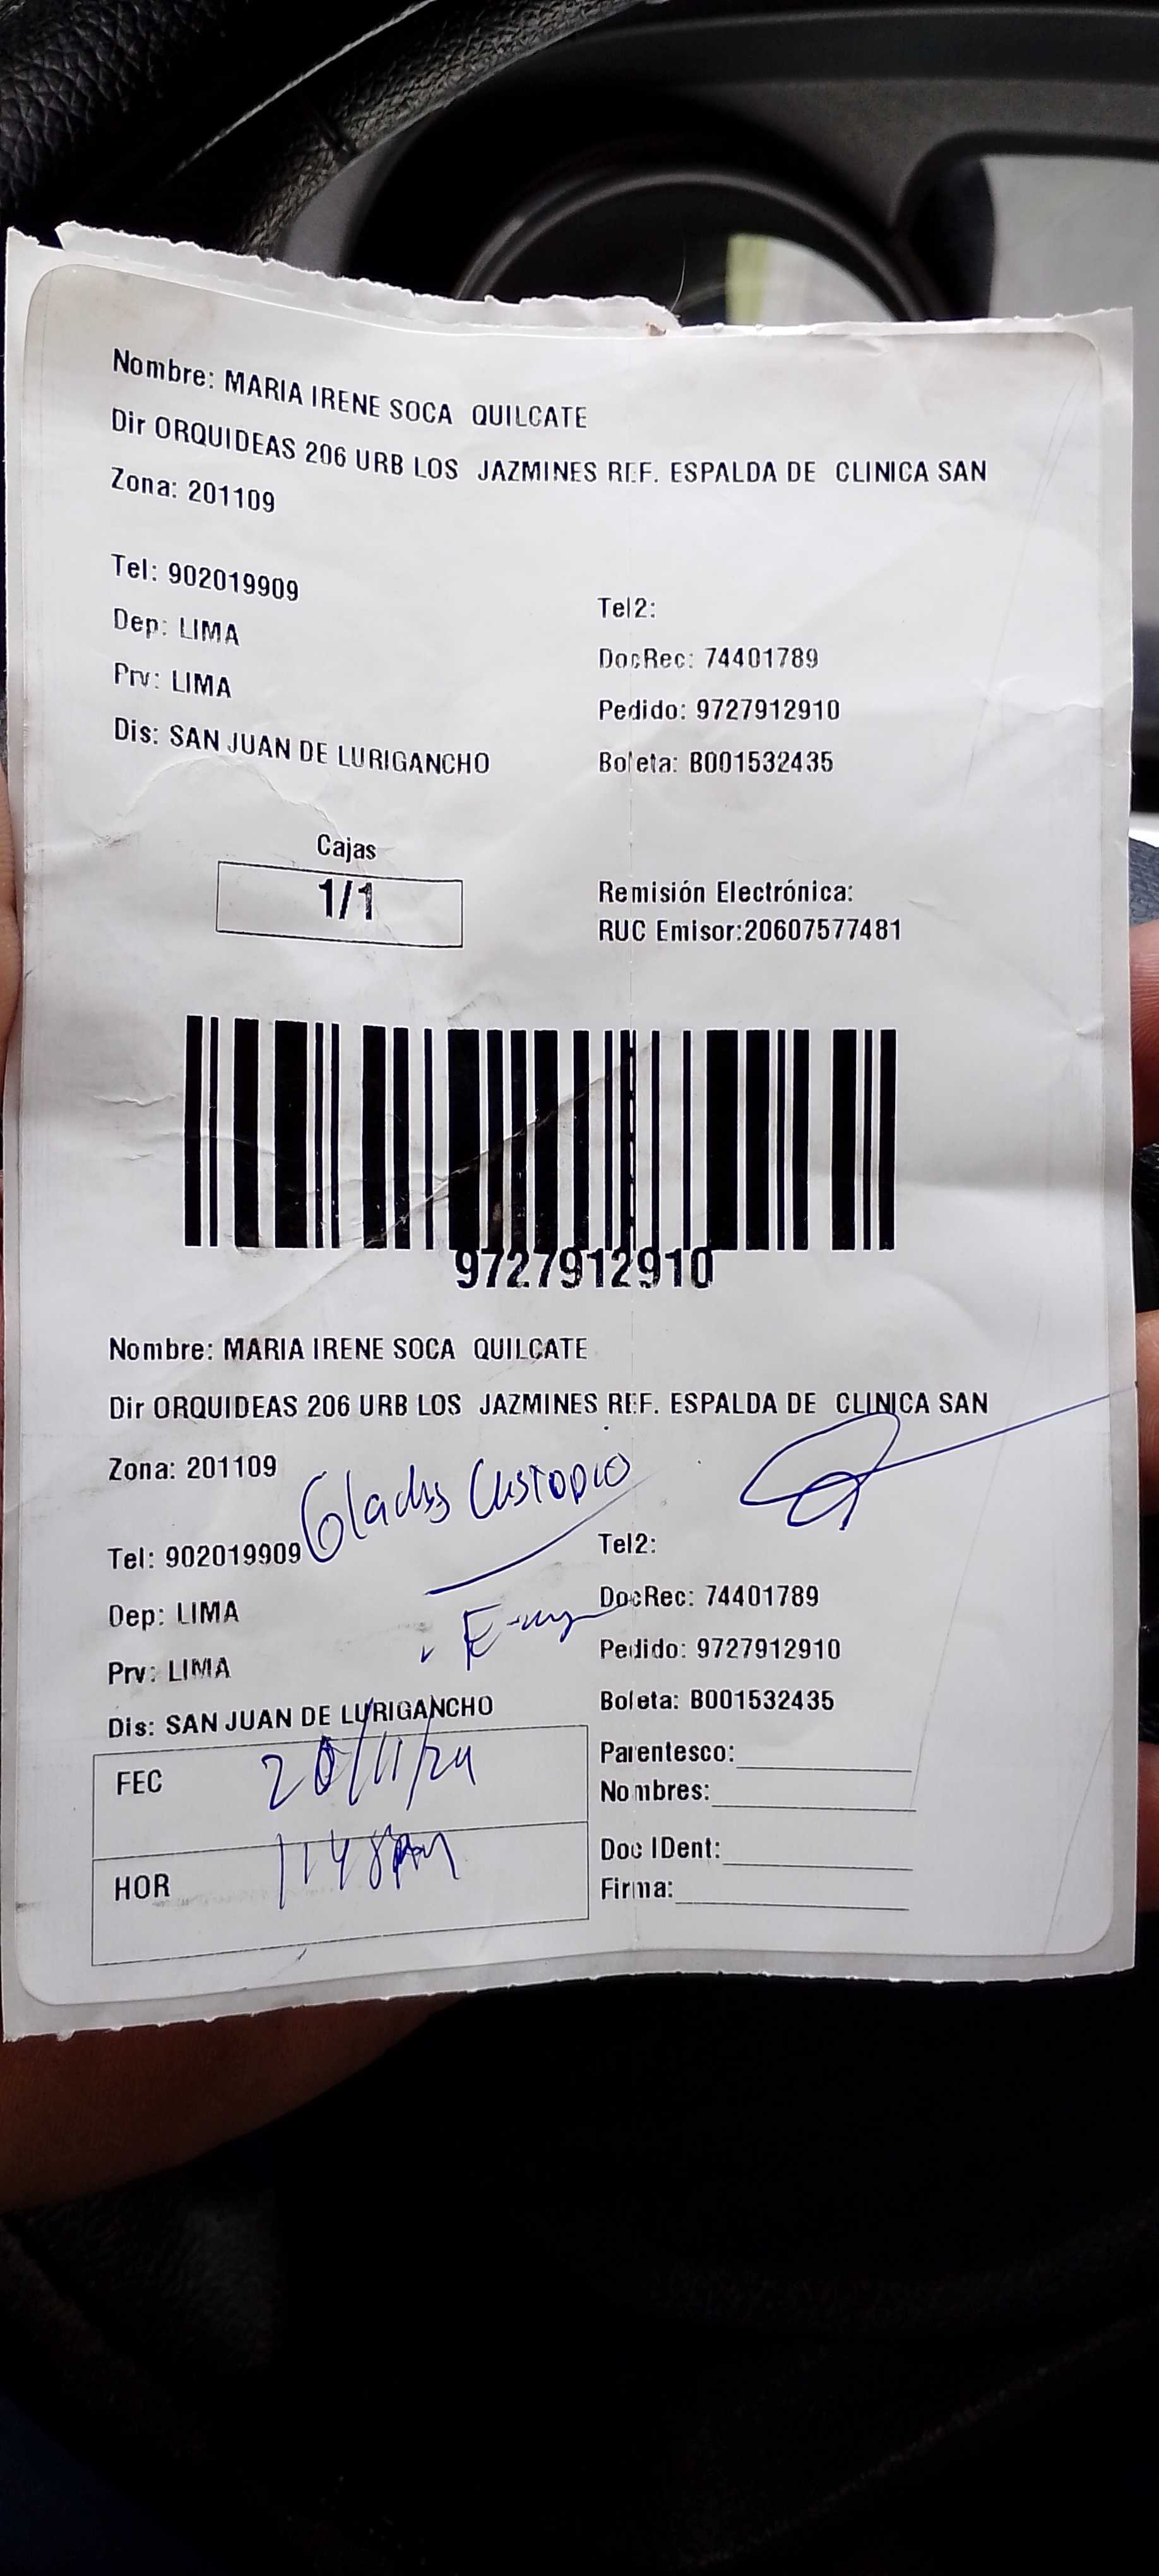 Nombre: MARIA IRENE SOCA QUILCATE
Dir ORQUIDEAS 206 URB LOS JAZMINES REF. ESPALDA DE CLINICA SAN
Zona: 201109
Tel: 902019909
Tel2:
Dep: LIMA
DocRec: 74401789
Prv: LIMA
Pedido: 9727912910
Dis: SAN JUAN DE LURIGANCHO
Boleta: B001532435
Cajas
1/1
Remisión Electrónica:
RUC Emisor:20607577481
9727912910
Nombre: MARIA IRENE SOCA QUILCATE
Dir ORQUIDEAS 206 URB LOS JAZMINES REF. ESPALDA DE CLINICA SAN
Zona: 201109
Gladys Custodio
Tel: 902019909
Tel2:
Dep: LIMA
DocRec: 74401789
Prv: LIMA
Pedido: 9727912910
Dis: SAN JUAN DE LURIGANCHO
Boleta: B001532435
FEC 20/11/24
Parentesco:
Nombres:
HOR 1:48pm
Doc IDent:
Firma: